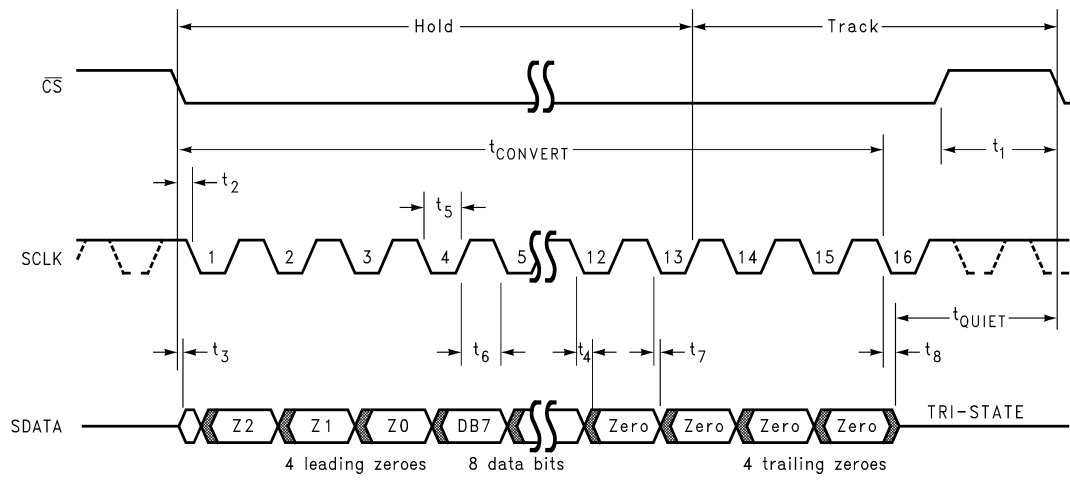 Hold Track
CS
tCONVERT t1
t2
t5
SCLK 1 2 3 4 5 12 13 14 15 16
tQUIET
t3 t6 t4 t7 t8
SDATA Z2 Z1 Z0 DB7 Zero Zero Zero Zero TRI-STATE
4 leading zeroes 8 data bits 4 trailing zeroes